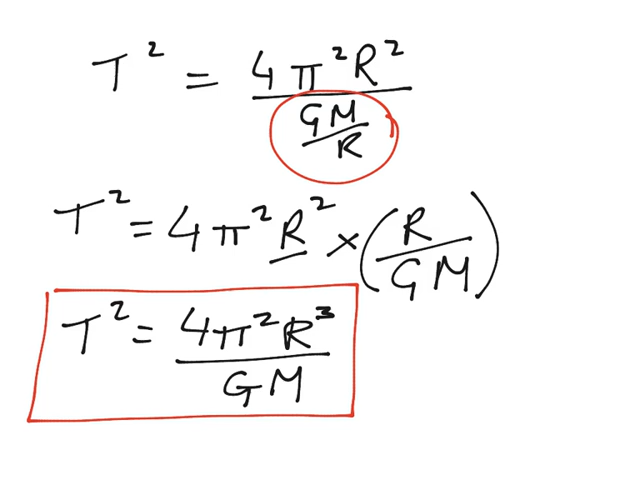 T² = 4π²R² / (GM/R)
T² = 4π²R² × (R/GM)
T² = 4π²R³/GM